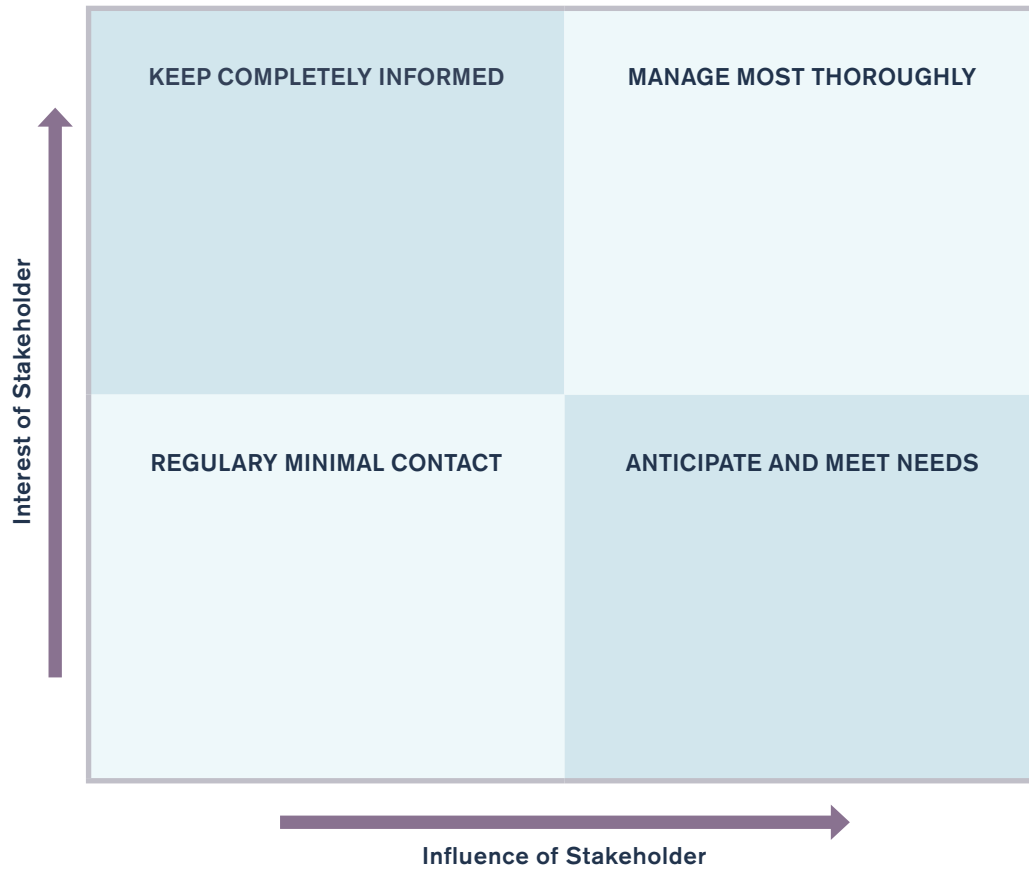 KEEP COMPLETELY INFORMED
MANAGE MOST THOROUGHLY
Interest of Stakeholder
REGULARY MINIMAL CONTACT
ANTICIPATE AND MEET NEEDS
Influence of Stakeholder